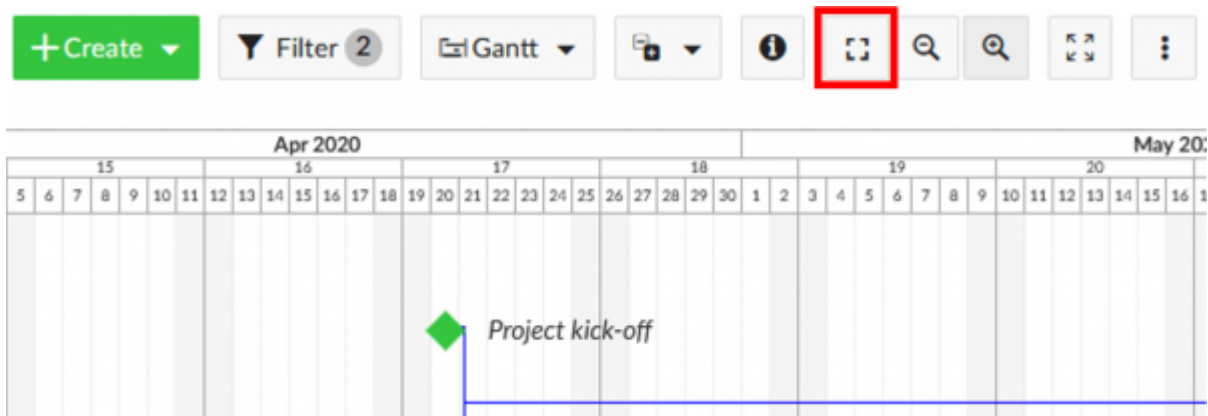 + Create Filter 2 Gantt
Apr 2020 May 20
15 16 17 18 19 20
5 6 7 8 9 10 11 12 13 14 15 16 17 18 19 20 21 22 23 24 25 26 27 28 29 30 1 2 3 4 5 6 7 8 9 10 11 12 13 14 15 16 1
Project kick-off